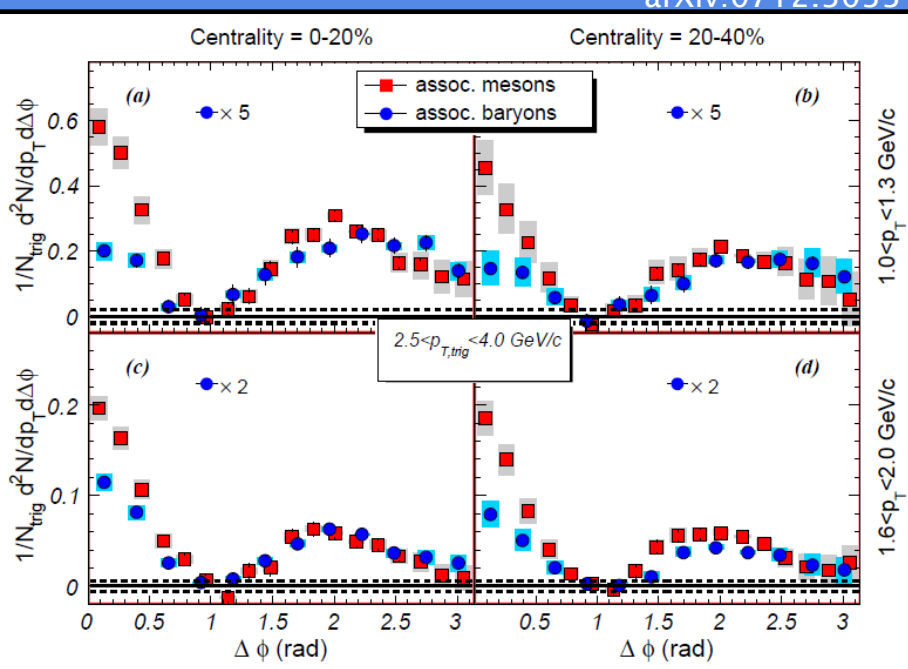 Centrality = 0-20%
Centrality = 20-40%
(a)
× 5
assoc. mesons
assoc. baryons
× 5
(b)
1/N_trig d²N/dp_T dΔϕ
0.6
0.4
0.2
0
1.0<p_T<1.3 GeV/c
2.5<p_T,trig<4.0 GeV/c
(c)
× 2
× 2
(d)
1/N_trig d²N/dp_T dΔϕ
0.2
0.1
0
1.6<p_T<2.0 GeV/c
0 0.5 1 1.5 2 2.5 3 0 0.5 1 1.5 2 2.5 3
Δ ϕ (rad)
Δ ϕ (rad)